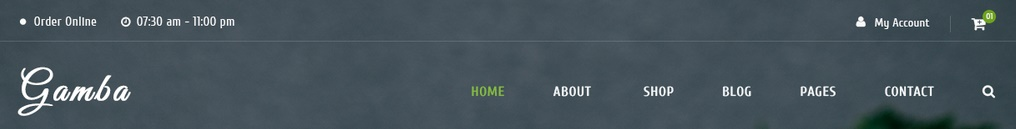 Order Online 07:30 am - 11:00 pm My Account 01
Gamba HOME ABOUT SHOP BLOG PAGES CONTACT